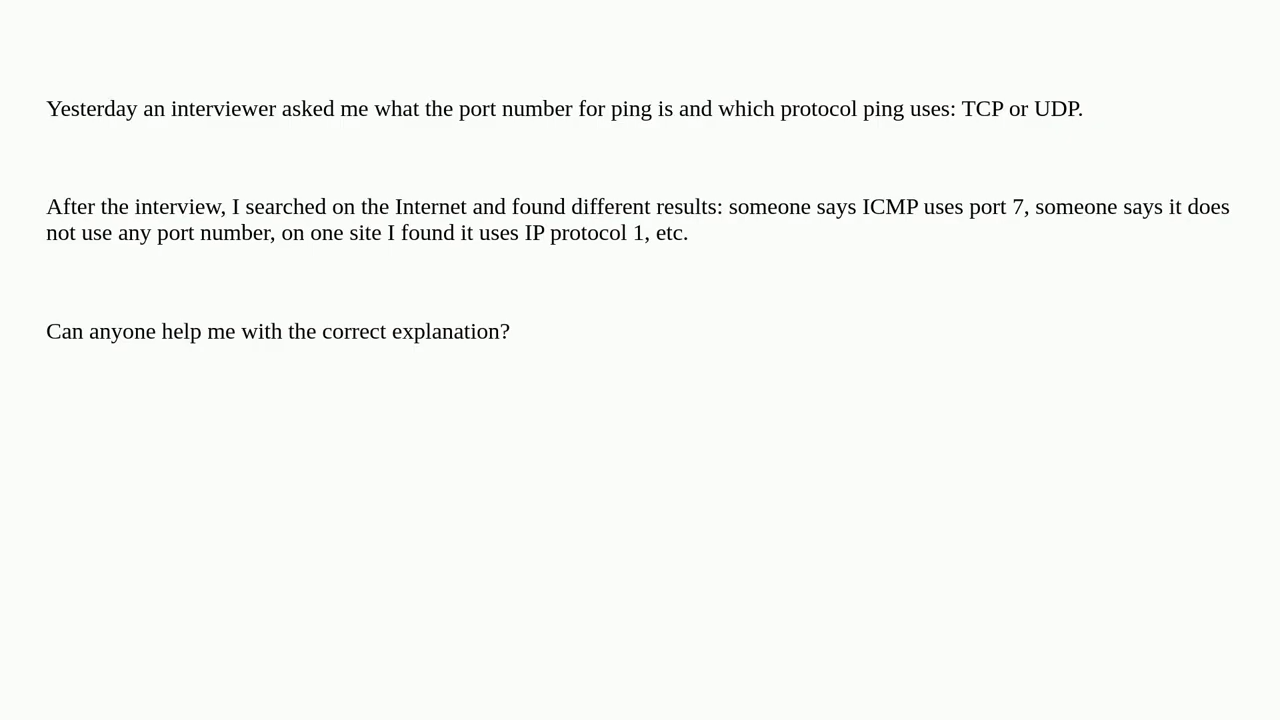 Yesterday an interviewer asked me what the port number for ping is and which protocol ping uses: TCP or UDP.
After the interview, I searched on the Internet and found different results: someone says ICMP uses port 7, someone says it does
not use any port number, on one site I found it uses IP protocol 1, etc.
Can anyone help me with the correct explanation?